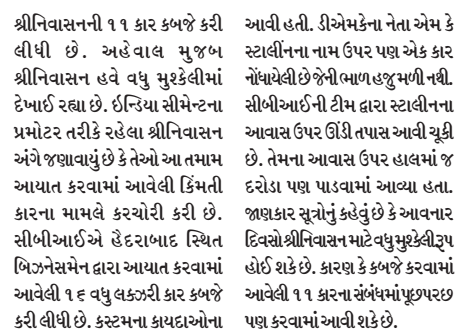 શ્રીનિવાસનની ૧૧ કાર કબજે કરી
લીધી છે. અહેવાલ મુજબ
શ્રીનિવાસન હવે વધુ મુશ્કેલીમાં
દેખાઈ રહ્યા છે. ઇન્ડિયા સીમેન્ટના
પ્રમોટર તરીકે રહેલા શ્રીનિવાસન
અંગે જણાવાયું છે કે તેઓ આ તમામ
આયાત કરવામાં આવેલી કિંમતી
કારના મામલે કરચોરી કરી છે.
સીબીઆઈએ હૈદરાબાદ સ્થિત
બિઝનેસમેન દ્વારા આયાત કરવામાં
આવેલી ૧૬ વધુ લક્ઝરી કાર કબજે
કરી લીધી છે. કસ્ટમના કાયદાઓના
આવી હતી. ડીએમકેના નેતા એમ કે
સ્ટાલીંનના નામ ઉપર પણ એક કાર
નોંધાયેલી છે જેની ભાળ હજુ મળી નથી.
સીબીઆઈની ટીમ દ્વારા સ્ટાલીનના
આવાસ ઉપર ઊંડી તપાસ આવી ચૂકી
છે. તેમના આવાસ ઉપર હાલમાં જ
દરોડા પણ પાડવામાં આવ્યા હતા.
જાણકાર સૂત્રોનું કહેવું છે કે આવનાર
દિવસો શ્રીનિવાસન માટે વધુ મુશ્કેલીરૂપ
હોઈ શકે છે. કારણ કે કબજે કરવામાં
આવેલી ૧૧ કારના સંબંધમાં પૂછપરછ
પણ કરવામાં આવી શકે છે.